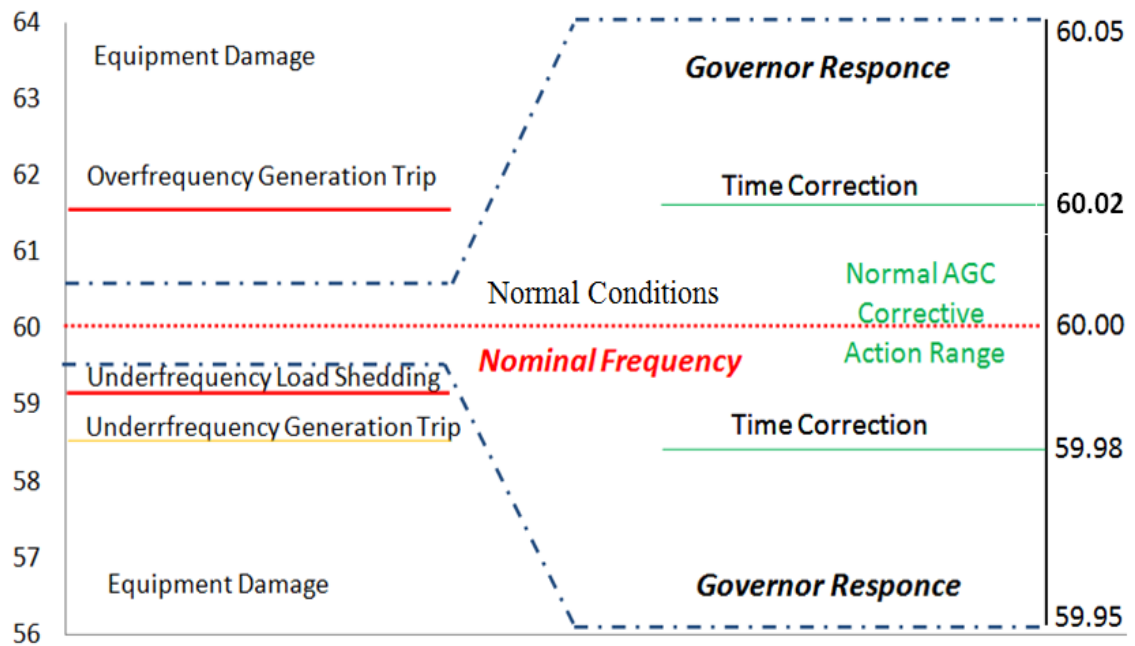 64
60.05
Equipment Damage
Governor Responce
63
62
Overfrequency Generation Trip
Time Correction
60.02
61
Normal AGC
Normal Conditions
Corrective
60
60.00
Nominal Frequency
Action Range
Underfrequency Load Shedding
59
Underrfrequency Generation Trip
Time Correction
59.98
58
57
Equipment Damage
Governor Responce
59.95
56